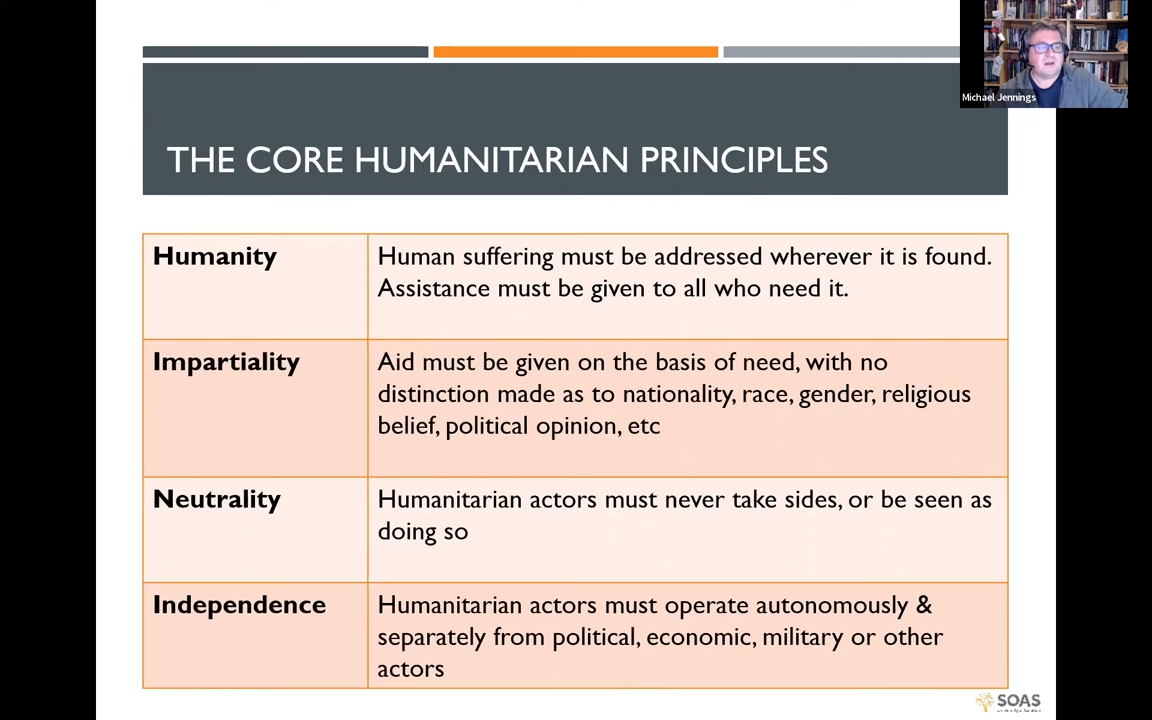 Michael Jennings
THE CORE HUMANITARIAN PRINCIPLES
Humanity
Human suffering must be addressed wherever it is found.
Assistance must be given to all who need it.
Impartiality
Aid must be given on the basis of need, with no
distinction made as to nationality, race, gender, religious
belief, political opinion, etc
Neutrality
Humanitarian actors must never take sides, or be seen as
doing so
Independence
Humanitarian actors must operate autonomously &
separately from political, economic, military or other
actors
SOAS